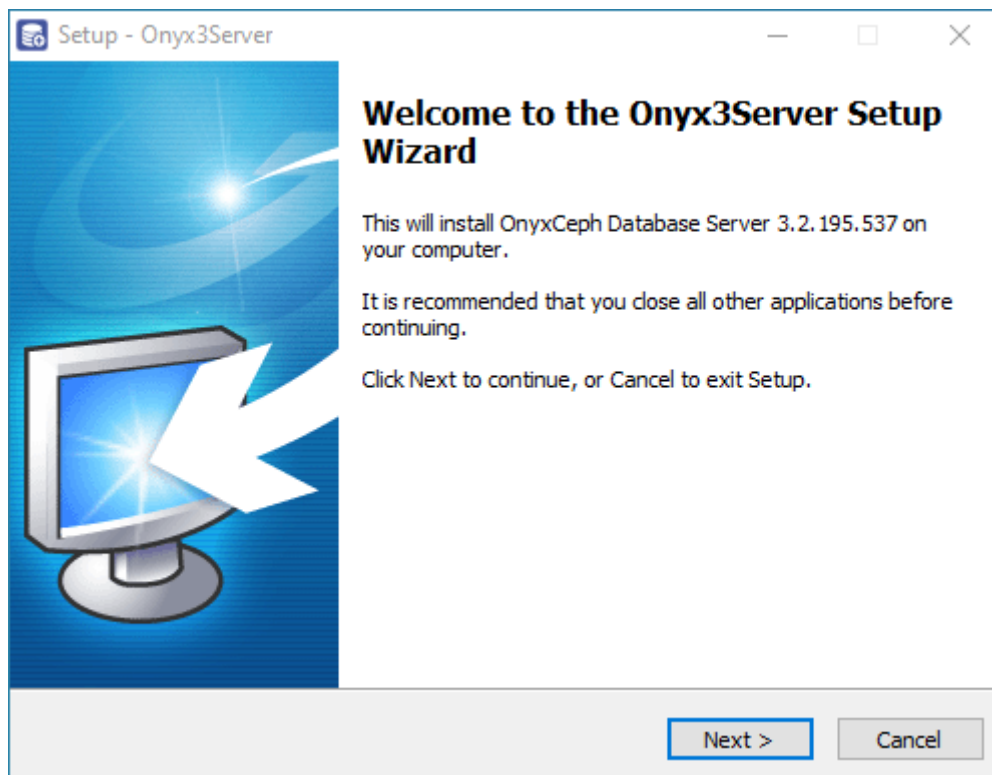 Setup - Onyx3Server
Welcome to the Onyx3Server Setup
Wizard
This will install OnyxCeph Database Server 3.2.195.537 on
your computer.
It is recommended that you close all other applications before
continuing.
Click Next to continue, or Cancel to exit Setup.
Next >
Cancel